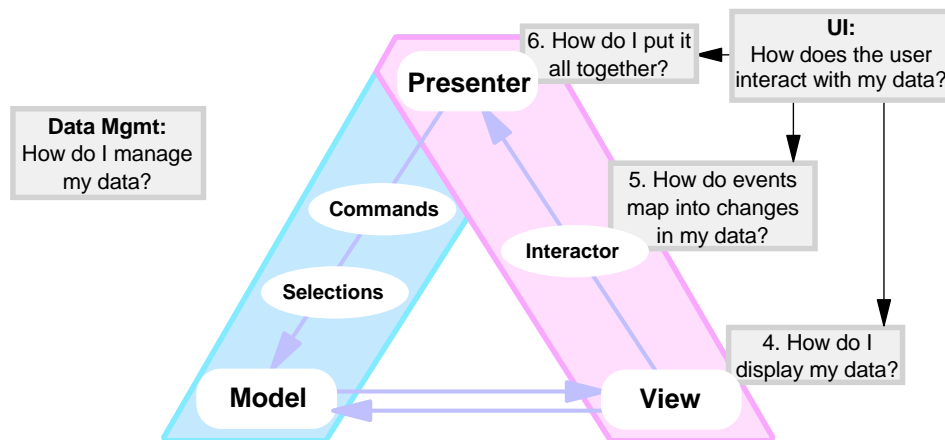 6. How do I put it
all together?
UI:
How does the user
interact with my data?
Presenter
Data Mgmt:
How do I manage
my data?
5. How do events
map into changes
in my data?
Commands
Interactor
Selections
4. How do I
display my data?
Model
View